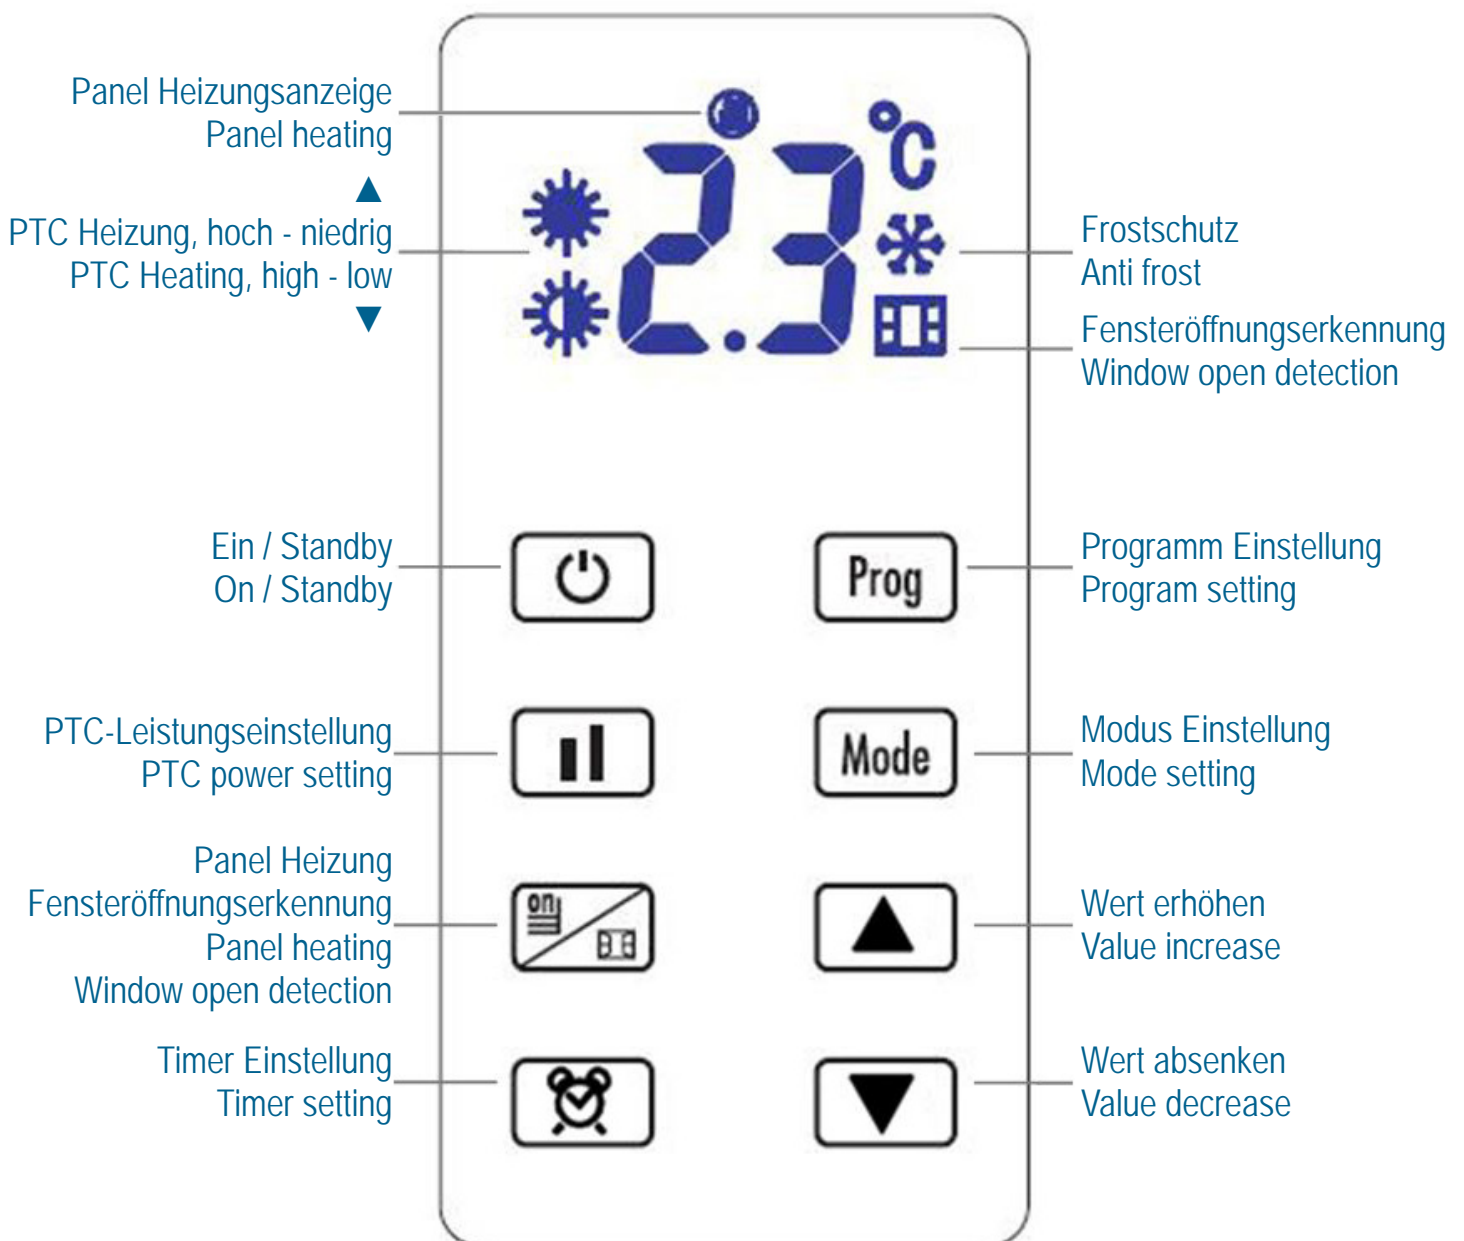 Panel Heizungsanzeige
Panel heating
▲
PTC Heizung, hoch - niedrig
PTC Heating, high - low
▼
2.3 °C
Frostschutz
Anti frost
Fensteröffnungserkennung
Window open detection
Ein / Standby
On / Standby
Prog
Programm Einstellung
Program setting
PTC-Leistungseinstellung
PTC power setting
Mode
Modus Einstellung
Mode setting
Panel Heizung
Fensteröffnungserkennung
Panel heating
Window open detection
on
Wert erhöhen
Value increase
Timer Einstellung
Timer setting
Wert absenken
Value decrease